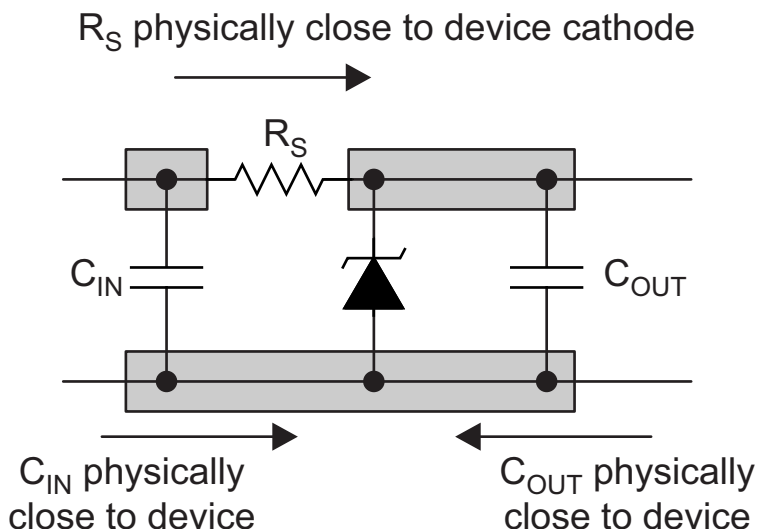 R_S physically close to device cathode
R_S
C_IN
C_OUT
C_IN physically
close to device
C_OUT physically
close to device